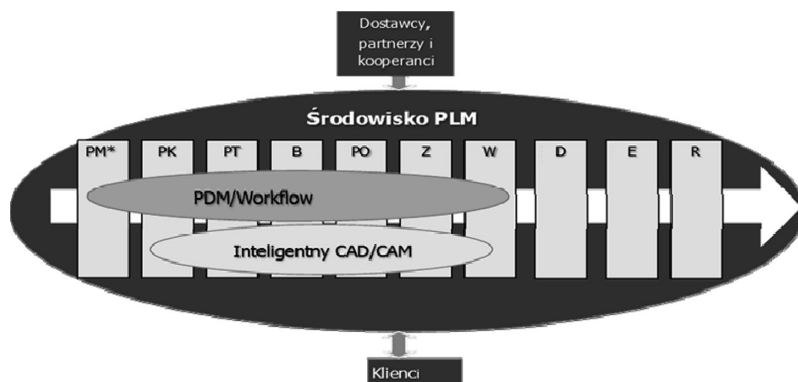 Dostawcy,
partnerzy i
kooperanci
Środowisko PLM
PM* PK PT B PO Z W D E R
PDM/Workflow
Inteligentny CAD/CAM
Klienci